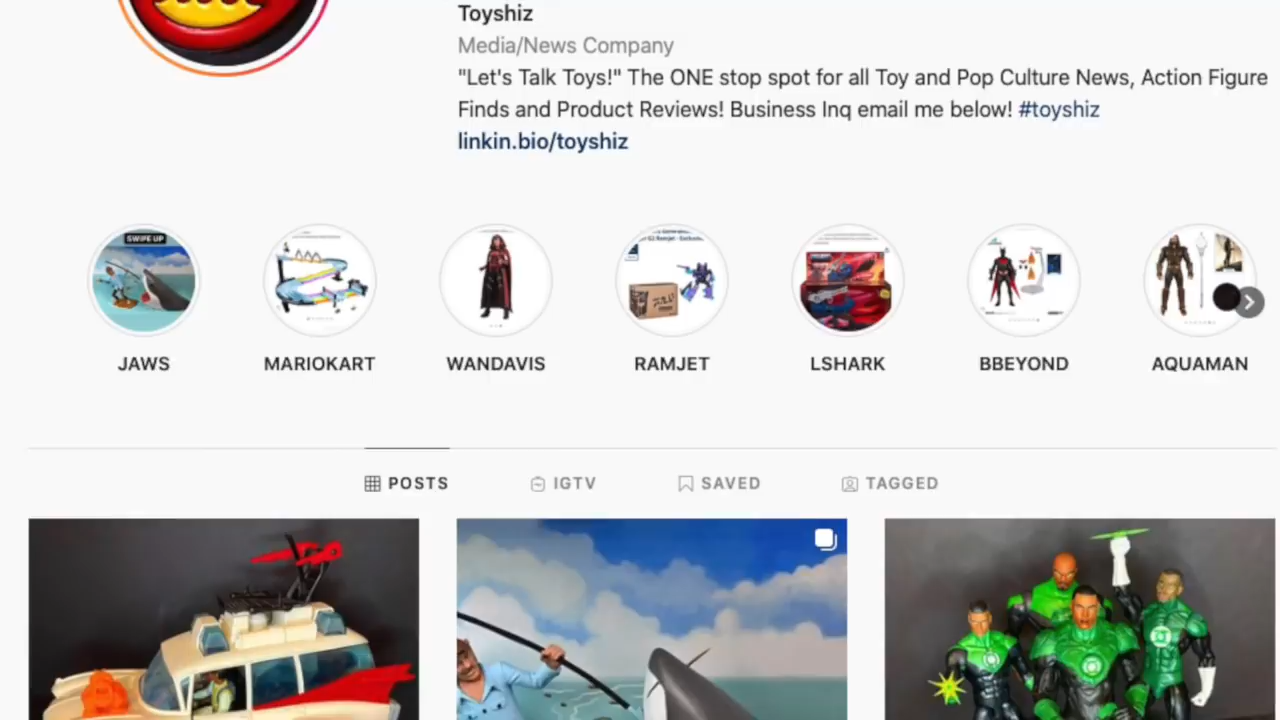 Toyshiz
Media/News Company
"Let's Talk Toys!" The ONE stop spot for all Toy and Pop Culture News, Action Figure
Finds and Product Reviews! Business Inq email me below! #toyshiz
linkin.bio/toyshiz
SWIPE UP
JAWS
MARIOKART
WANDAVIS
RAMJET
LSHARK
BBEYOND
AQUAMAN
POSTS
IGTV
SAVED
TAGGED